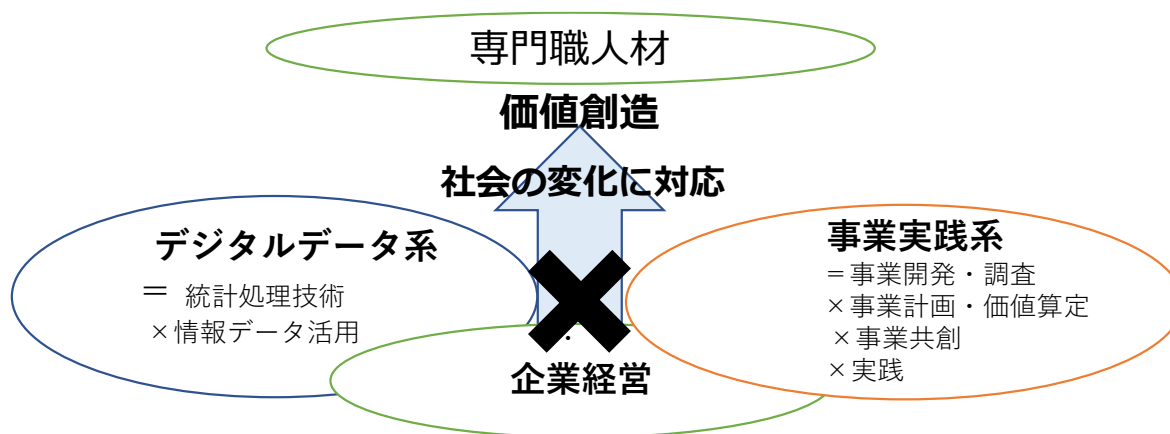 専門職人材
価値創造
社会の変化に対応
デジタルデータ系
＝ 統計処理技術
×情報データ活用
事業実践系
＝事業開発・調査
×事業計画・価値算定
×事業共創
×実践
企業経営